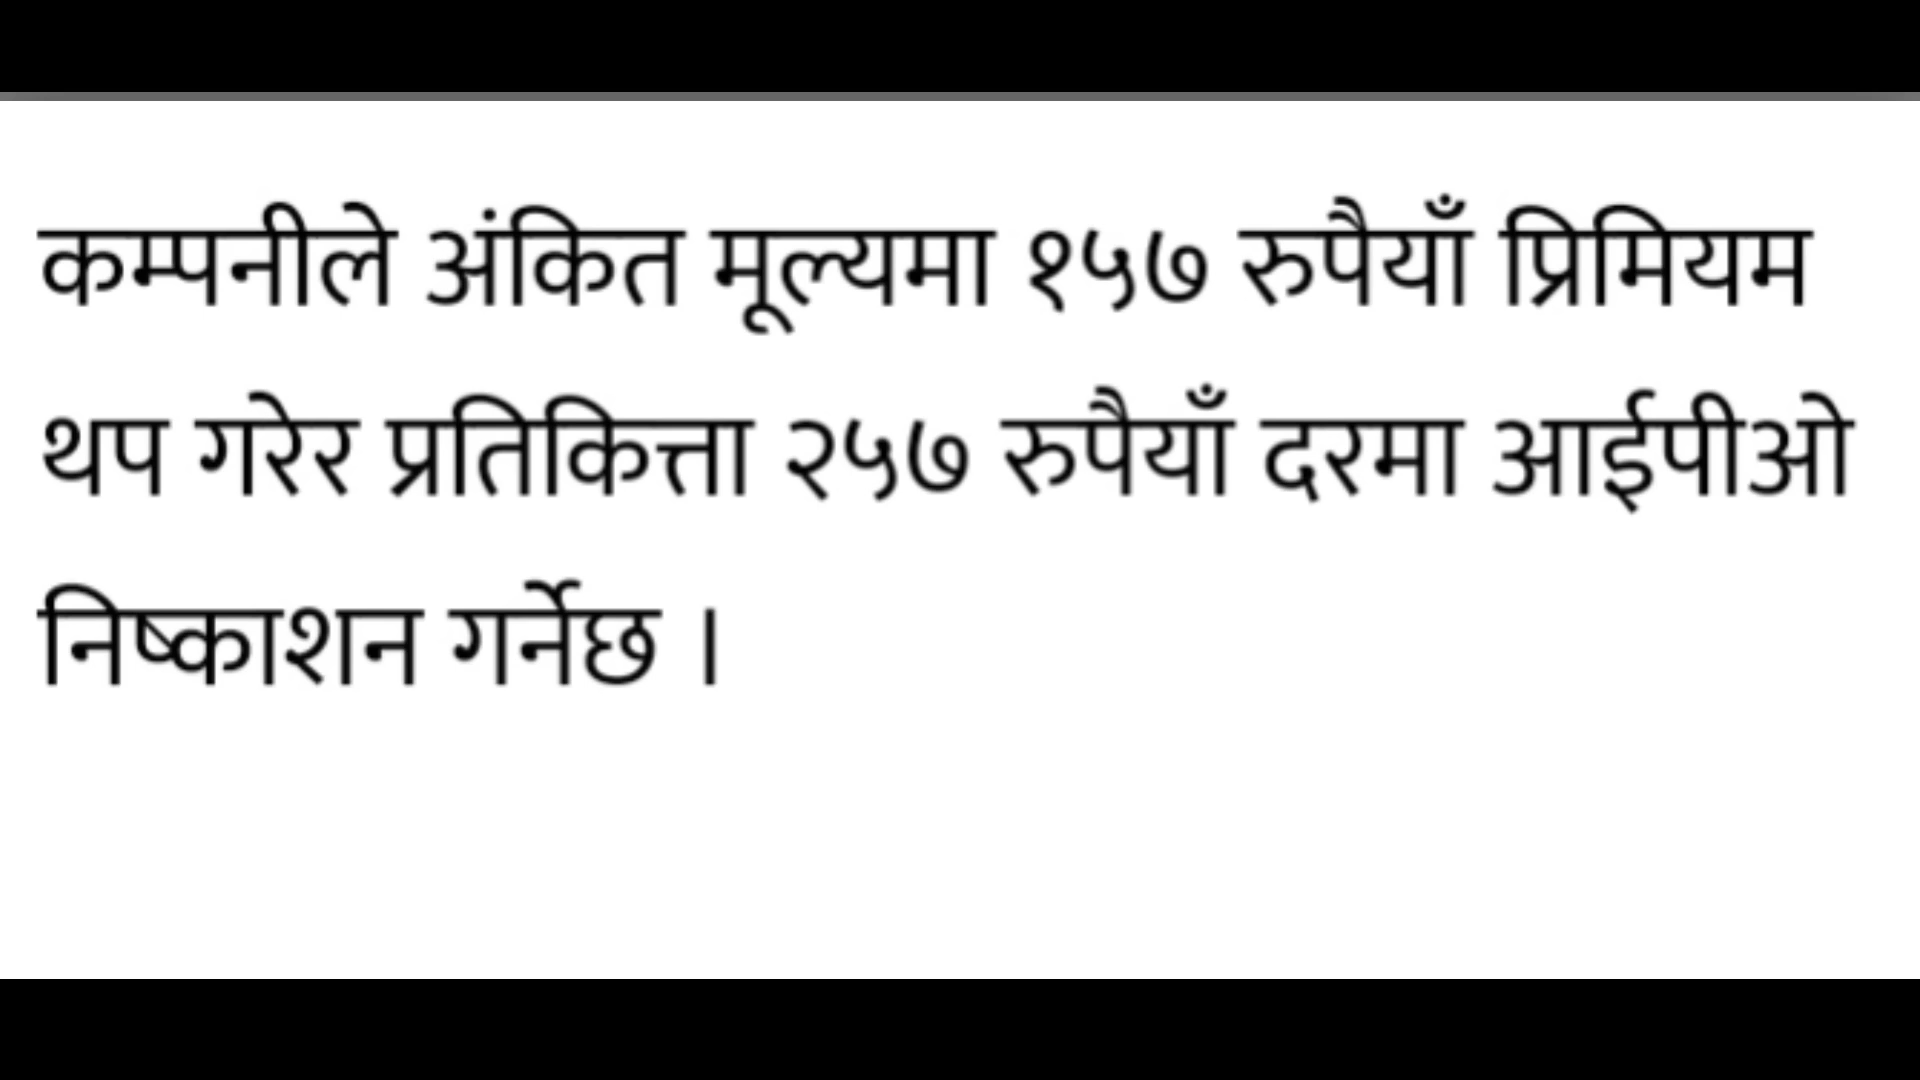 कम्पनीले अंकित मूल्यमा १५७ रुपैयाँ प्रिमियम
थप गरेर प्रतिकित्ता २५७ रुपैयाँ दरमा आईपीओ
निष्काशन गर्नेछ ।